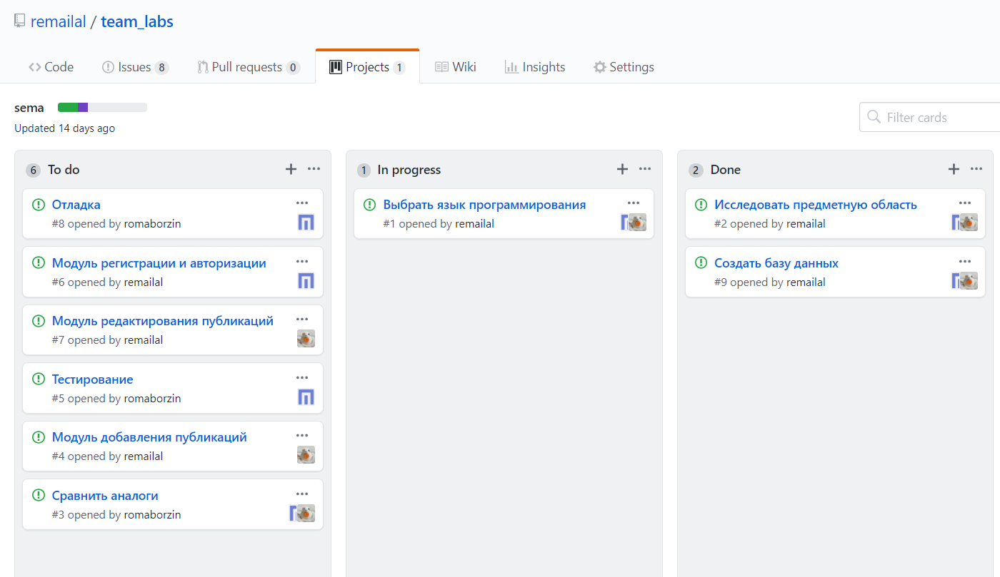 remailal / team_labs
Code Issues 8 Pull requests 0 Projects 1 Wiki Insights Settings
sema
Updated 14 days ago
Filter cards
6 To do
Отладка
#8 opened by romaborzin
Модуль регистрации и авторизации
#6 opened by remailal
Модуль редактирования публикаций
#7 opened by remailal
Тестирование
#5 opened by romaborzin
Модуль добавления публикаций
#4 opened by remailal
Сравнить аналоги
#3 opened by romaborzin
1 In progress
Выбрать язык программирования
#1 opened by remailal
2 Done
Исследовать предметную область
#2 opened by remailal
Создать базу данных
#9 opened by remailal